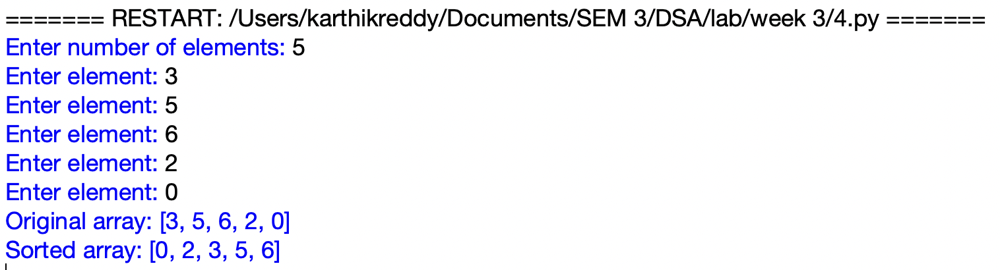 ======= RESTART: /Users/karthikreddy/Documents/SEM 3/DSA/lab/week 3/4.py =======
Enter number of elements: 5
Enter element: 3
Enter element: 5
Enter element: 6
Enter element: 2
Enter element: 0
Original array: [3, 5, 6, 2, 0]
Sorted array: [0, 2, 3, 5, 6]